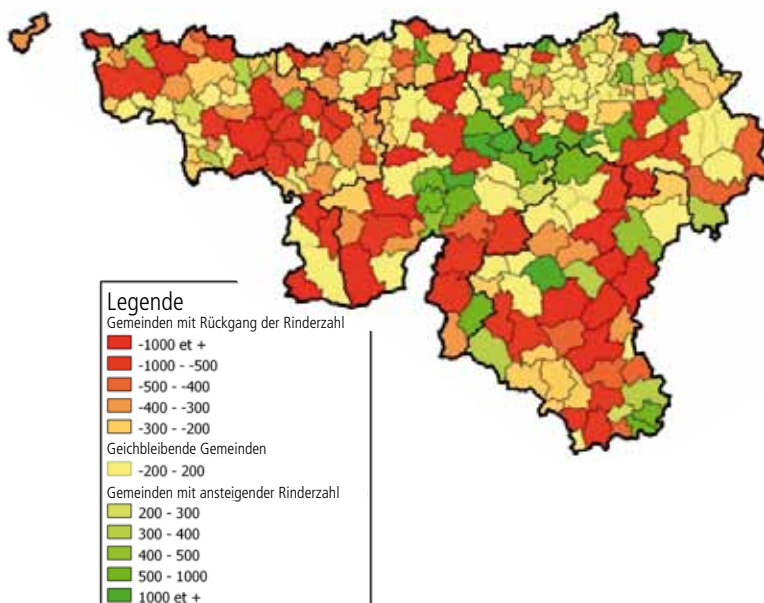 Legende
Gemeinden mit Rückgang der Rinderzahl
-1000 et +
-1000 - -500
-500 - -400
-400 - -300
-300 - -200
Geichbleibende Gemeinden
-200 - 200
Gemeinden mit ansteigender Rinderzahl
200 - 300
300 - 400
400 - 500
500 - 1000
1000 et +